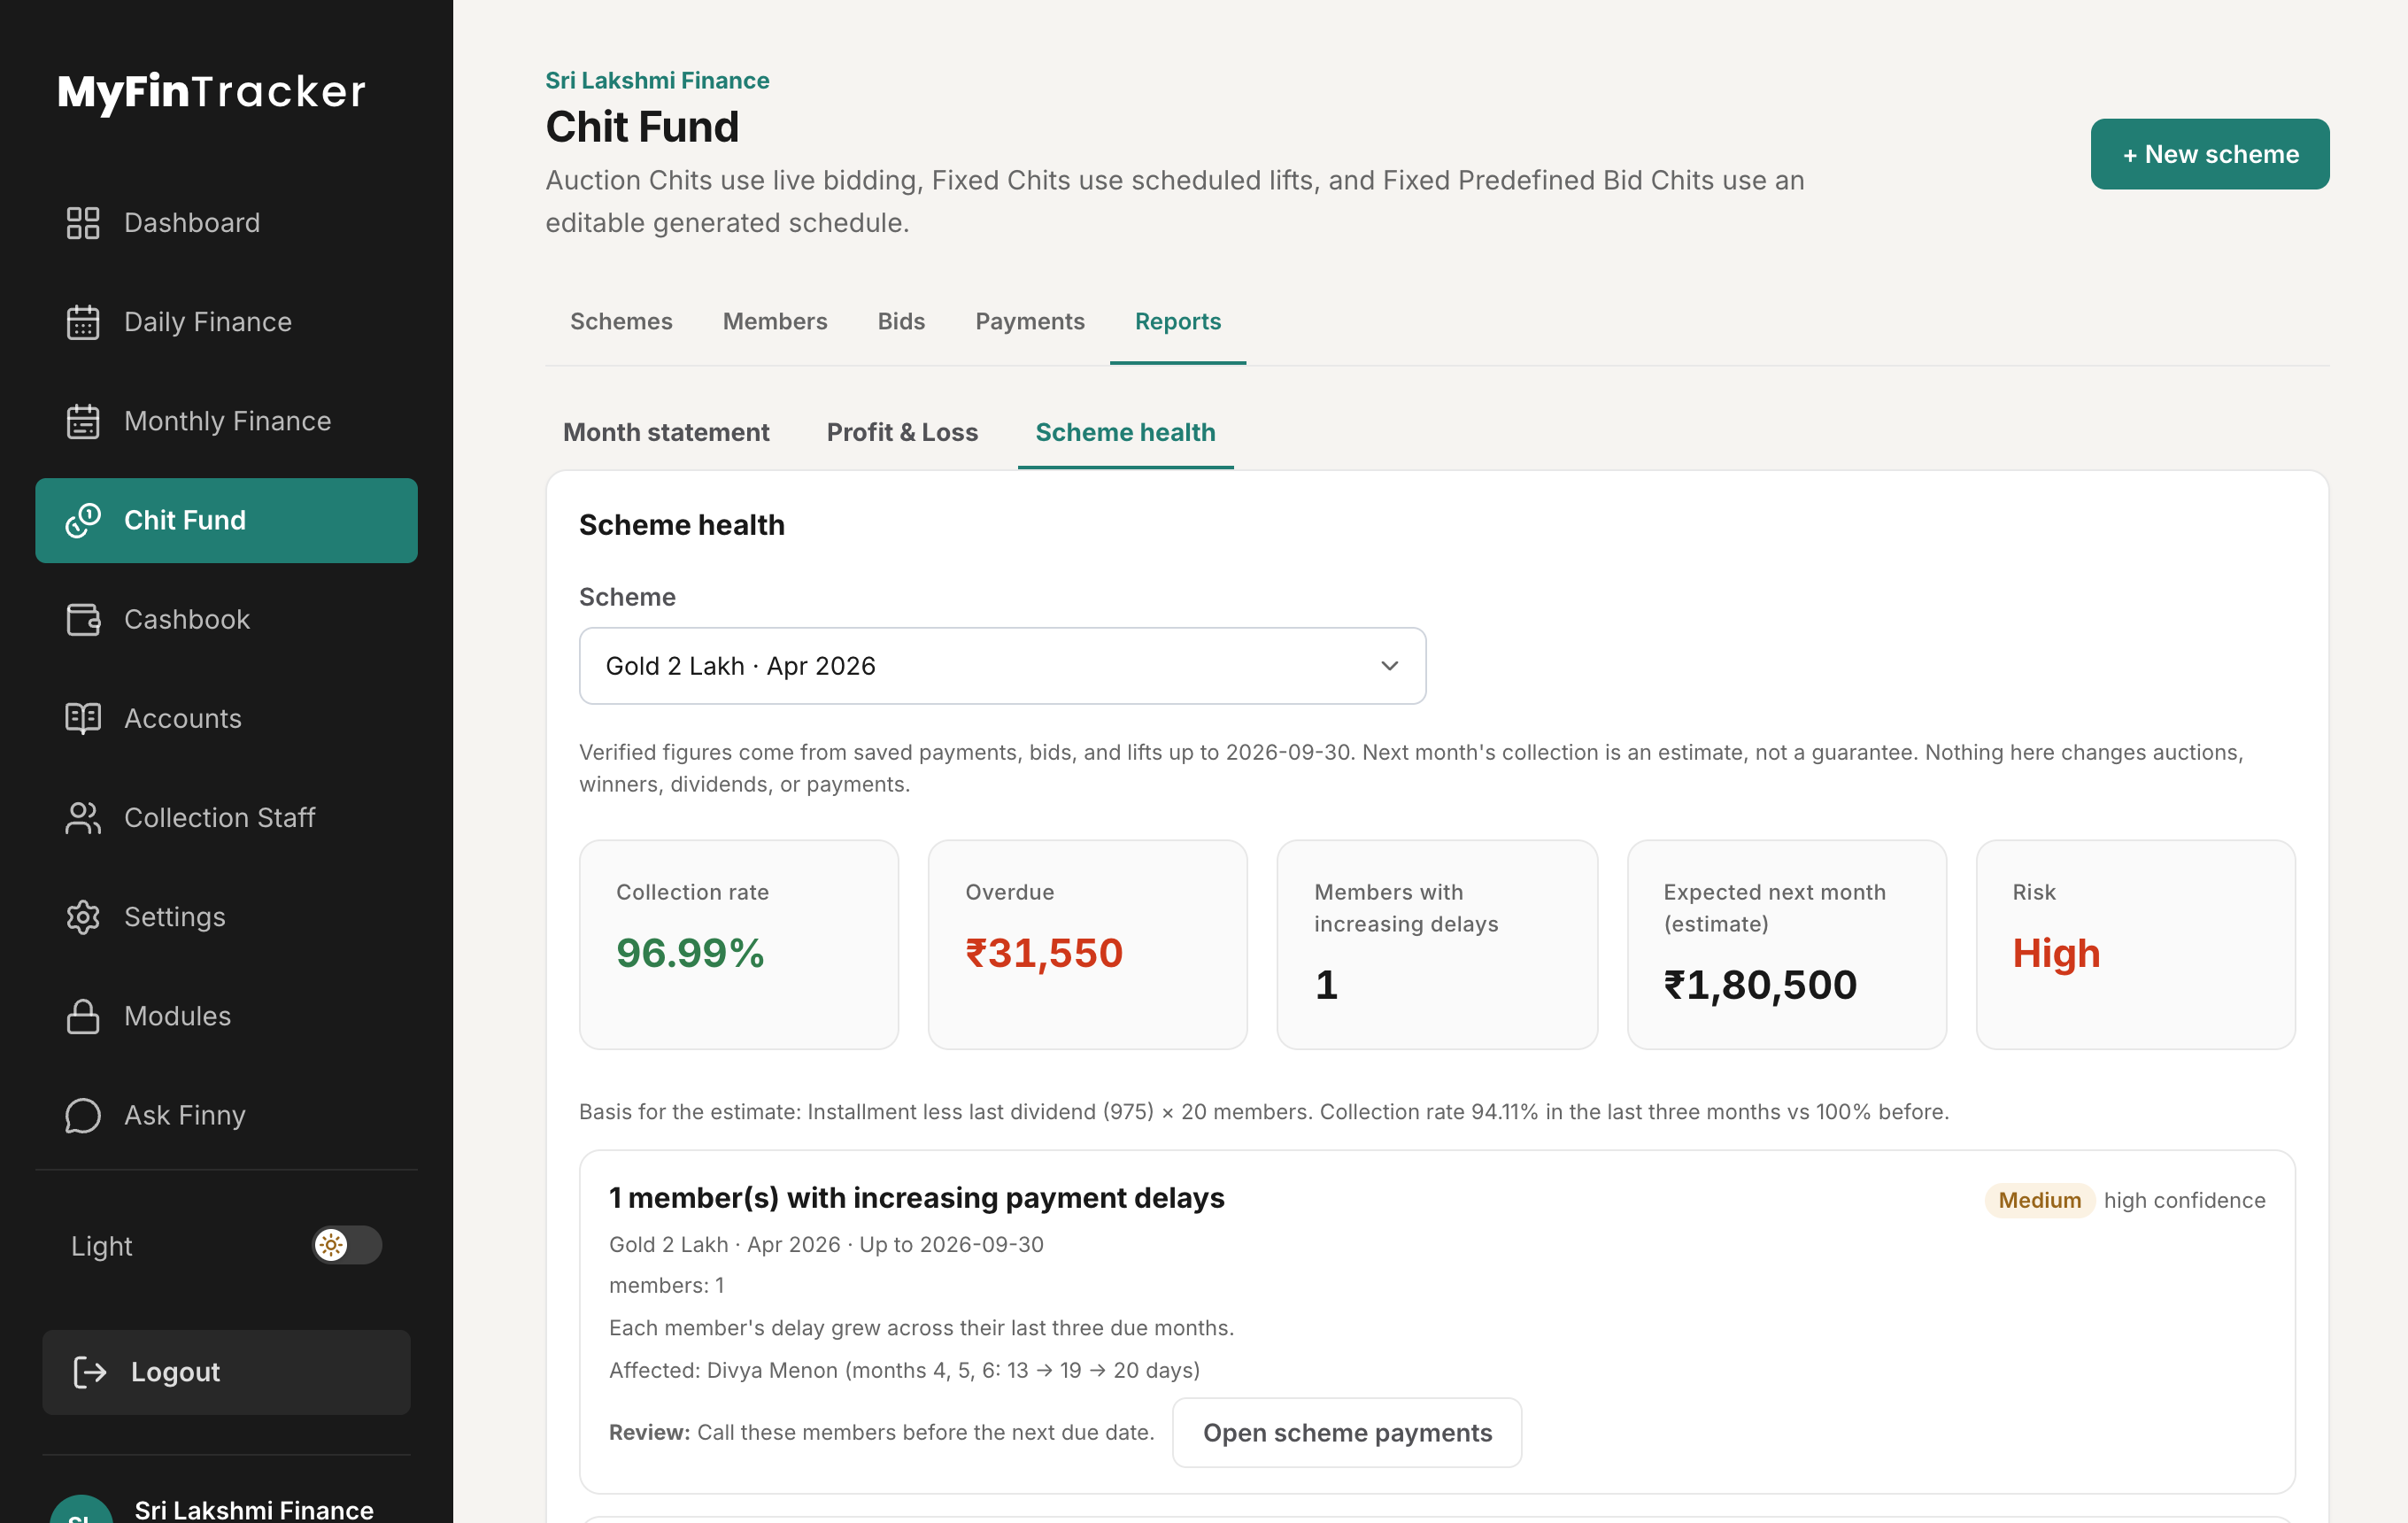 MyFinTracker
Dashboard
Daily Finance
Monthly Finance
Chit Fund
Cashbook
Accounts
Collection Staff
Settings
Modules
Ask Finny
Light
Logout
Sri Lakshmi Finance
Sri Lakshmi Finance
Chit Fund
Auction Chits use live bidding, Fixed Chits use scheduled lifts, and Fixed Predefined Bid Chits use an
editable generated schedule.
+ New scheme
Schemes
Members
Bids
Payments
Reports
Month statement
Profit & Loss
Scheme health
Scheme health
Scheme
Gold 2 Lakh · Apr 2026
Verified figures come from saved payments, bids, and lifts up to 2026-09-30. Next month's collection is an estimate, not a guarantee. Nothing here changes auctions,
winners, dividends, or payments.
Collection rate
96.99%
Overdue
₹31,550
Members with
increasing delays
1
Expected next month
(estimate)
₹1,80,500
Risk
High
Basis for the estimate: Installment less last dividend (975) × 20 members. Collection rate 94.11% in the last three months vs 100% before.
1 member(s) with increasing payment delays
Medium high confidence
Gold 2 Lakh · Apr 2026 · Up to 2026-09-30
members: 1
Each member's delay grew across their last three due months.
Affected: Divya Menon (months 4, 5, 6: 13 → 19 → 20 days)
Review: Call these members before the next due date.
Open scheme payments